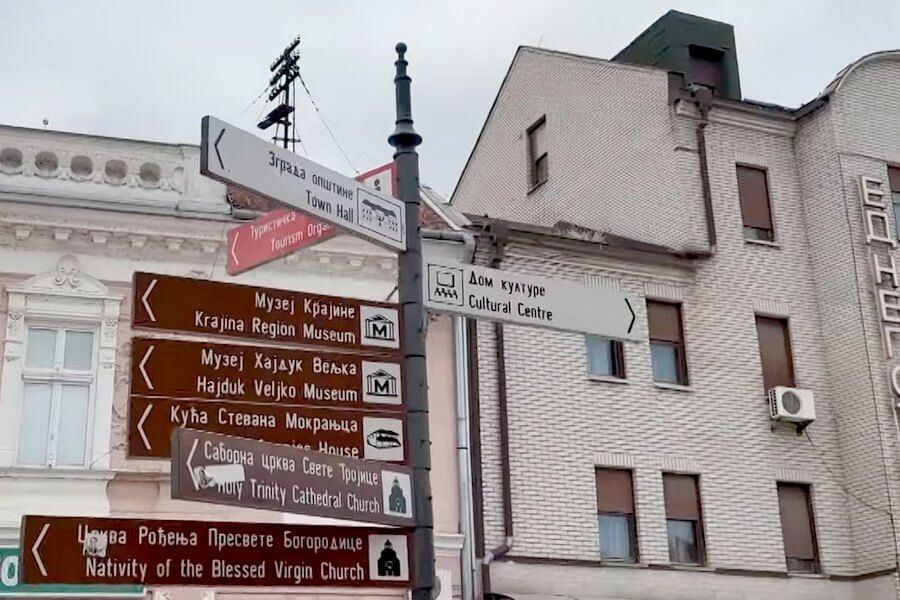 Зграда општине
Town Hall
Туристичка
Tourism
Дом културе
Cultural Centre
Музеј Крајине
Krajina Region Museum
Музеј Хајдук Вељка
Hajduk Veljko Museum
Кућа Стевана Мокрањца
House
Саборна црква Свете Тројице
Holy Trinity Cathedral Church
Црква Рођења Пресвете Богородице
Nativity of the Blessed Virgin Church